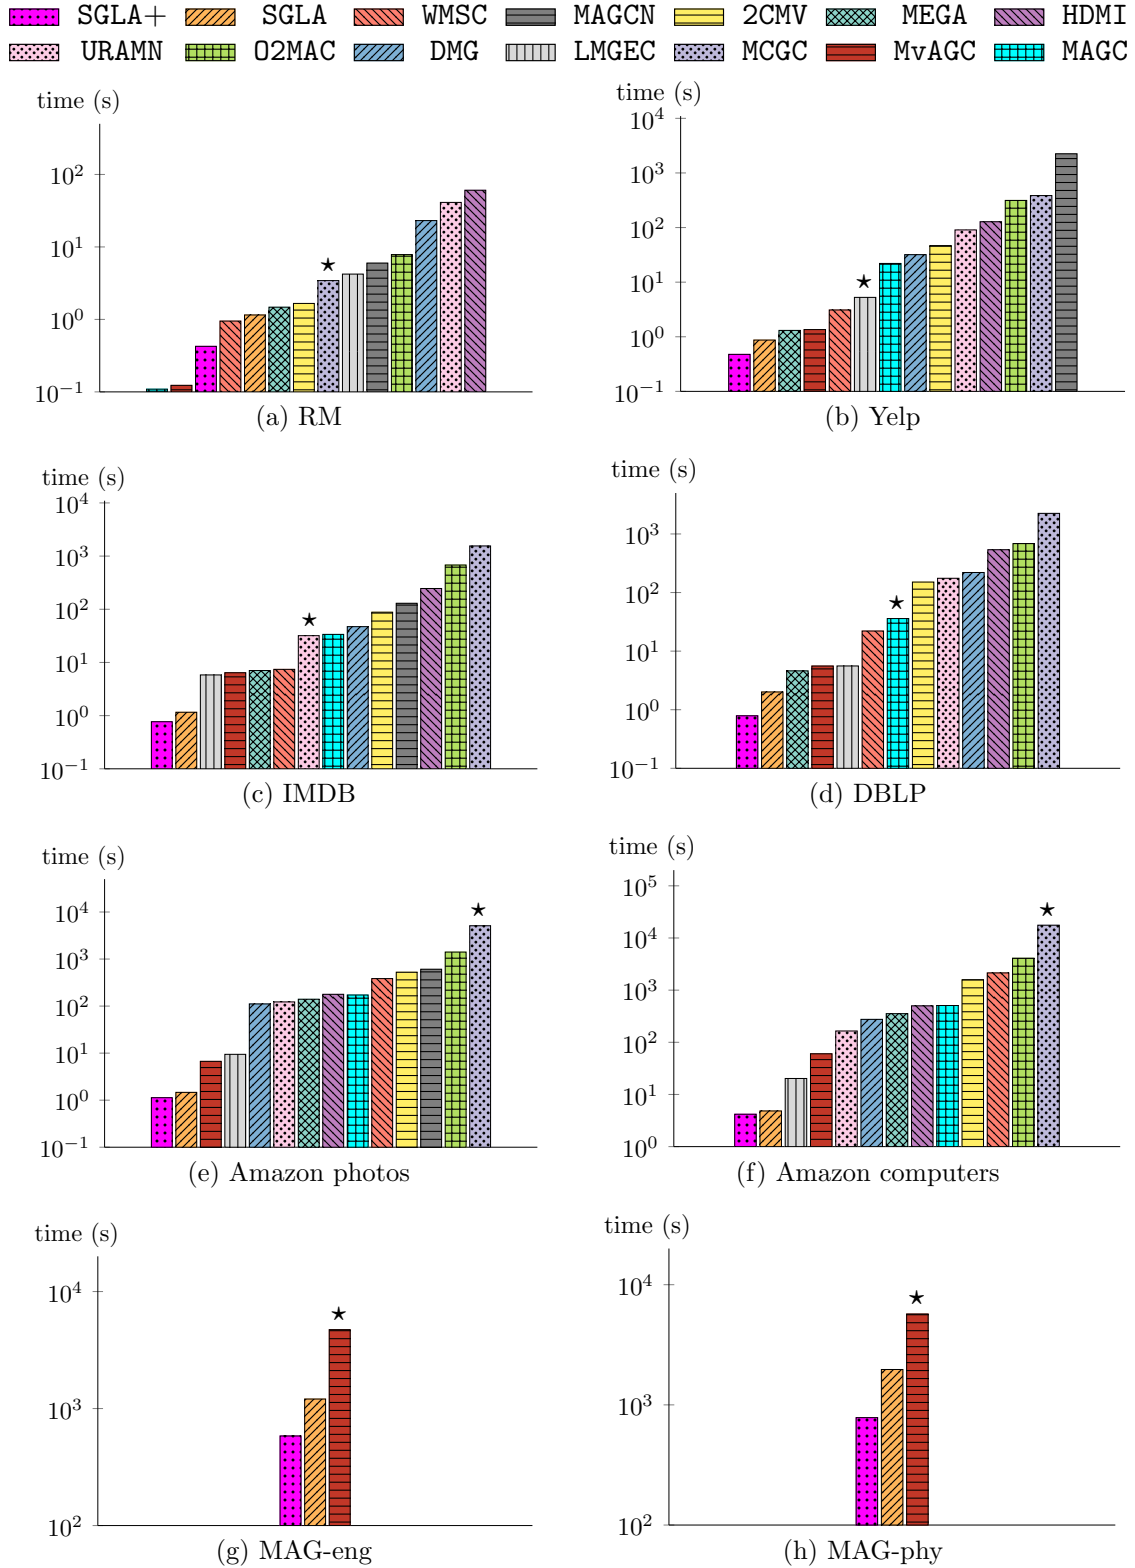 SGLA+ SGLA WMSC MAGCN 2CMV MEGA HDMI
URAMN O2MAC DMG LMGEC MCGC MvAGC MAGC
time (s)
10^2
10^1
10^0
10^−1
(a) RM
time (s)
10^4
10^3
10^2
10^1
10^0
10^−1
(b) Yelp
time (s)
10^4
10^3
10^2
10^1
10^0
10^−1
(c) IMDB
time (s)
10^3
10^2
10^1
10^0
10^−1
(d) DBLP
time (s)
10^4
10^3
10^2
10^1
10^0
10^−1
(e) Amazon photos
time (s)
10^5
10^4
10^3
10^2
10^1
10^0
(f) Amazon computers
time (s)
10^4
10^3
10^2
(g) MAG-eng
time (s)
10^4
10^3
10^2
(h) MAG-phy